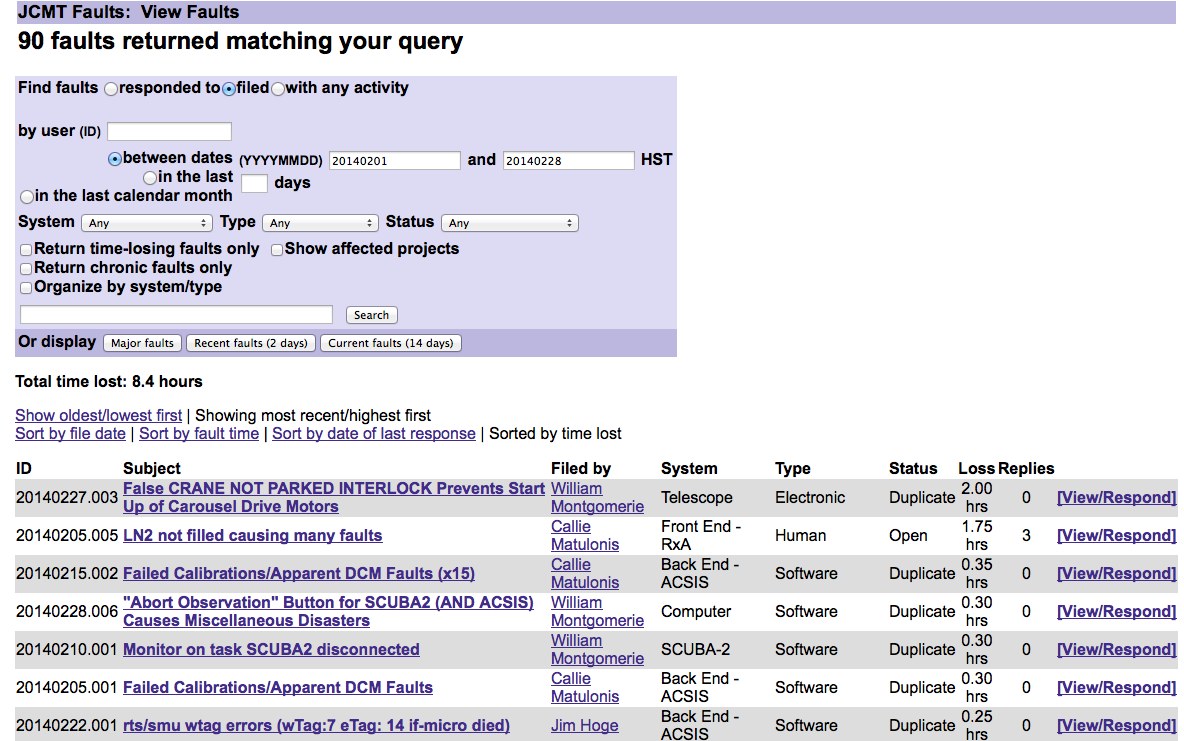 JCMT Faults: View Faults
90 faults returned matching your query
Find faults responded to filed with any activity
by user (ID)
between dates (YYYYMMDD) 20140201 and 20140228 HST
in the last days
in the last calendar month
System Any Type Any Status Any
Return time-losing faults only Show affected projects
Return chronic faults only
Organize by system/type
Search
Or display Major faults Recent faults (2 days) Current faults (14 days)
Total time lost: 8.4 hours
Show oldest/lowest first | Showing most recent/highest first
Sort by file date | Sort by fault time | Sort by date of last response | Sorted by time lost
ID Subject Filed by System Type Status Loss Replies
20140227.003 False CRANE NOT PARKED INTERLOCK Prevents Start Up of Carousel Drive Motors William Montgomerie Telescope Electronic Duplicate 2.00 hrs 0 [View/Respond]
20140205.005 LN2 not filled causing many faults Callie Matulonis Front End - RxA Human Open 1.75 hrs 3 [View/Respond]
20140215.002 Failed Calibrations/Apparent DCM Faults (x15) Callie Matulonis Back End - ACSIS Software Duplicate 0.35 hrs 0 [View/Respond]
20140228.006 "Abort Observation" Button for SCUBA2 (AND ACSIS) Causes Miscellaneous Disasters William Montgomerie Computer Software Duplicate 0.30 hrs 0 [View/Respond]
20140210.001 Monitor on task SCUBA2 disconnected William Montgomerie SCUBA-2 Software Duplicate 0.30 hrs 0 [View/Respond]
20140205.001 Failed Calibrations/Apparent DCM Faults Callie Matulonis Back End - ACSIS Software Duplicate 0.30 hrs 0 [View/Respond]
20140222.001 rts/smu wtag errors (wTag:7 eTag: 14 if-micro died) Jim Hoge Back End - ACSIS Software Duplicate 0.25 hrs 0 [View/Respond]